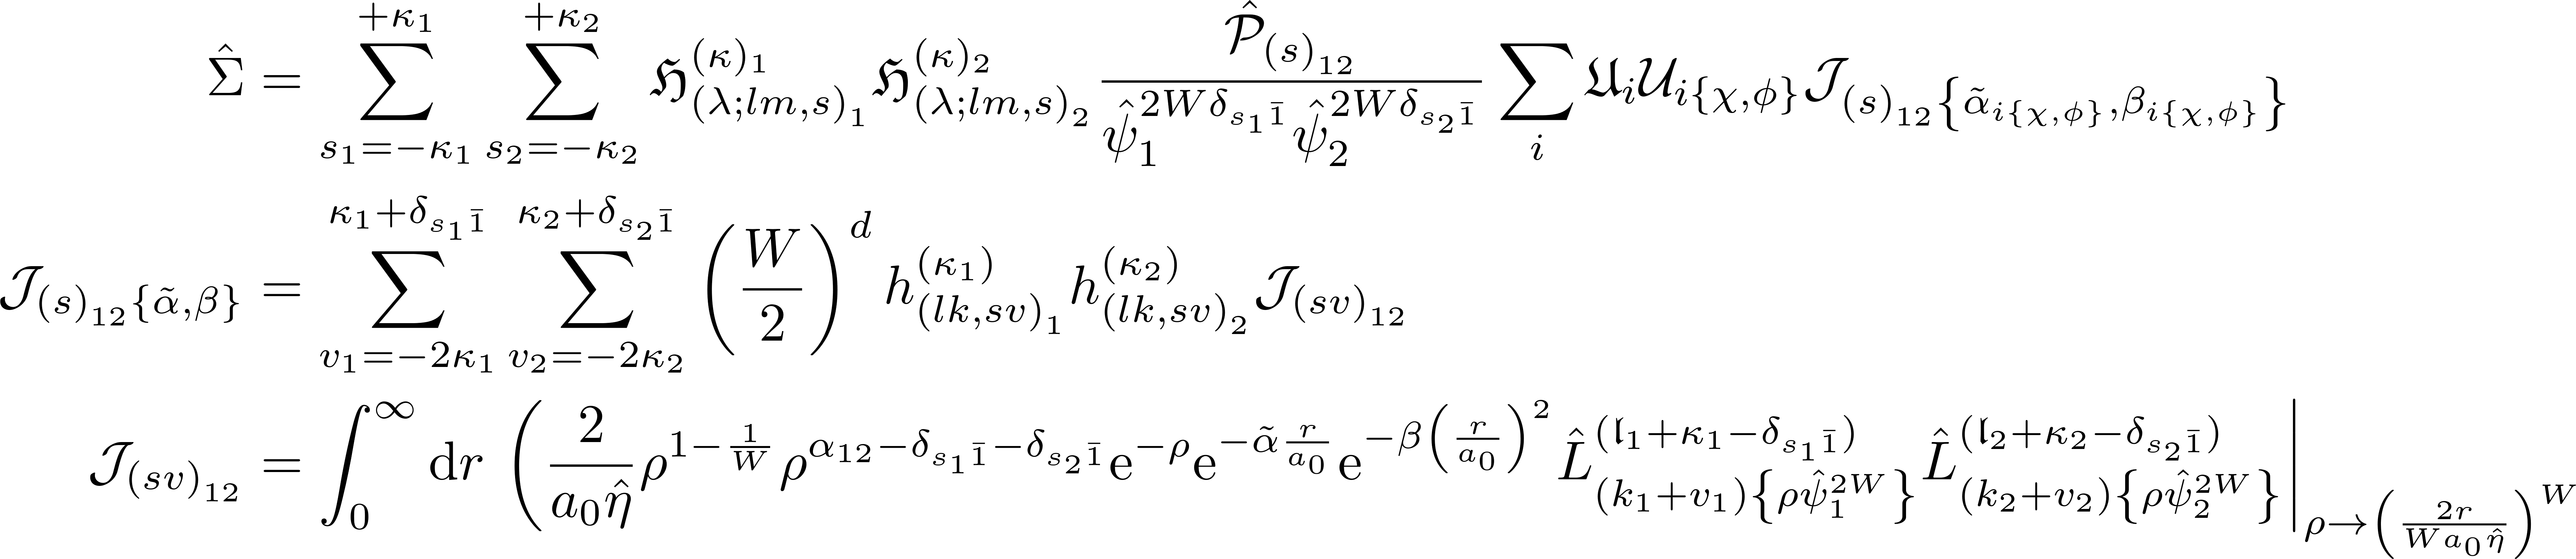 $\hat{\Sigma} = \sum_{s_1=-\kappa_1}^{+\kappa_1} \sum_{s_2=-\kappa_2}^{+\kappa_2} \mathfrak{H}^{(\kappa)_1}_{(\lambda;lm,s)_1} \mathfrak{H}^{(\kappa)_2}_{(\lambda;lm,s)_2} \frac{\hat{\mathcal{P}}_{(s)_{12}}}{\hat{\psi}_1^{2W\delta_{s_1\bar{1}}} \hat{\psi}_2^{2W\delta_{s_2\bar{1}}}} \sum_i \mathfrak{U}_i \mathcal{U}_{i\{\chi,\phi\}} \mathcal{J}_{(s)_{12}\left\{\tilde{\alpha}_{i\{\chi,\phi\}},\beta_{i\{\chi,\phi\}}\right\}}$
$\mathcal{J}_{(s)_{12}\{\tilde{\alpha},\beta\}} = \sum_{v_1=-2\kappa_1}^{\kappa_1+\delta_{s_1\bar{1}}} \sum_{v_2=-2\kappa_2}^{\kappa_2+\delta_{s_2\bar{1}}} \left(\frac{W}{2}\right)^d h^{(\kappa_1)}_{(lk,sv)_1} h^{(\kappa_2)}_{(lk,sv)_2} \mathcal{J}_{(sv)_{12}}$
$\mathcal{J}_{(sv)_{12}} = \int_0^\infty \mathrm{d}r \left( \frac{2}{a_0\hat{\eta}} \rho^{1-\frac{1}{W}} \rho^{\alpha_{12}-\delta_{s_1\bar{1}}-\delta_{s_2\bar{1}}} \mathrm{e}^{-\rho} \mathrm{e}^{-\tilde{\alpha}\frac{r}{a_0}} \mathrm{e}^{-\beta\left(\frac{r}{a_0}\right)^2} \hat{L}^{(\mathfrak{l}_1+\kappa_1-\delta_{s_1\bar{1}})}_{(k_1+v_1)\left\{\rho\hat{\psi}_1^{2W}\right\}} \hat{L}^{(\mathfrak{l}_2+\kappa_2-\delta_{s_2\bar{1}})}_{(k_2+v_2)\left\{\rho\hat{\psi}_2^{2W}\right\}} \right|_{\rho\to\left(\frac{2r}{Wa_0\hat{\eta}}\right)^W}$